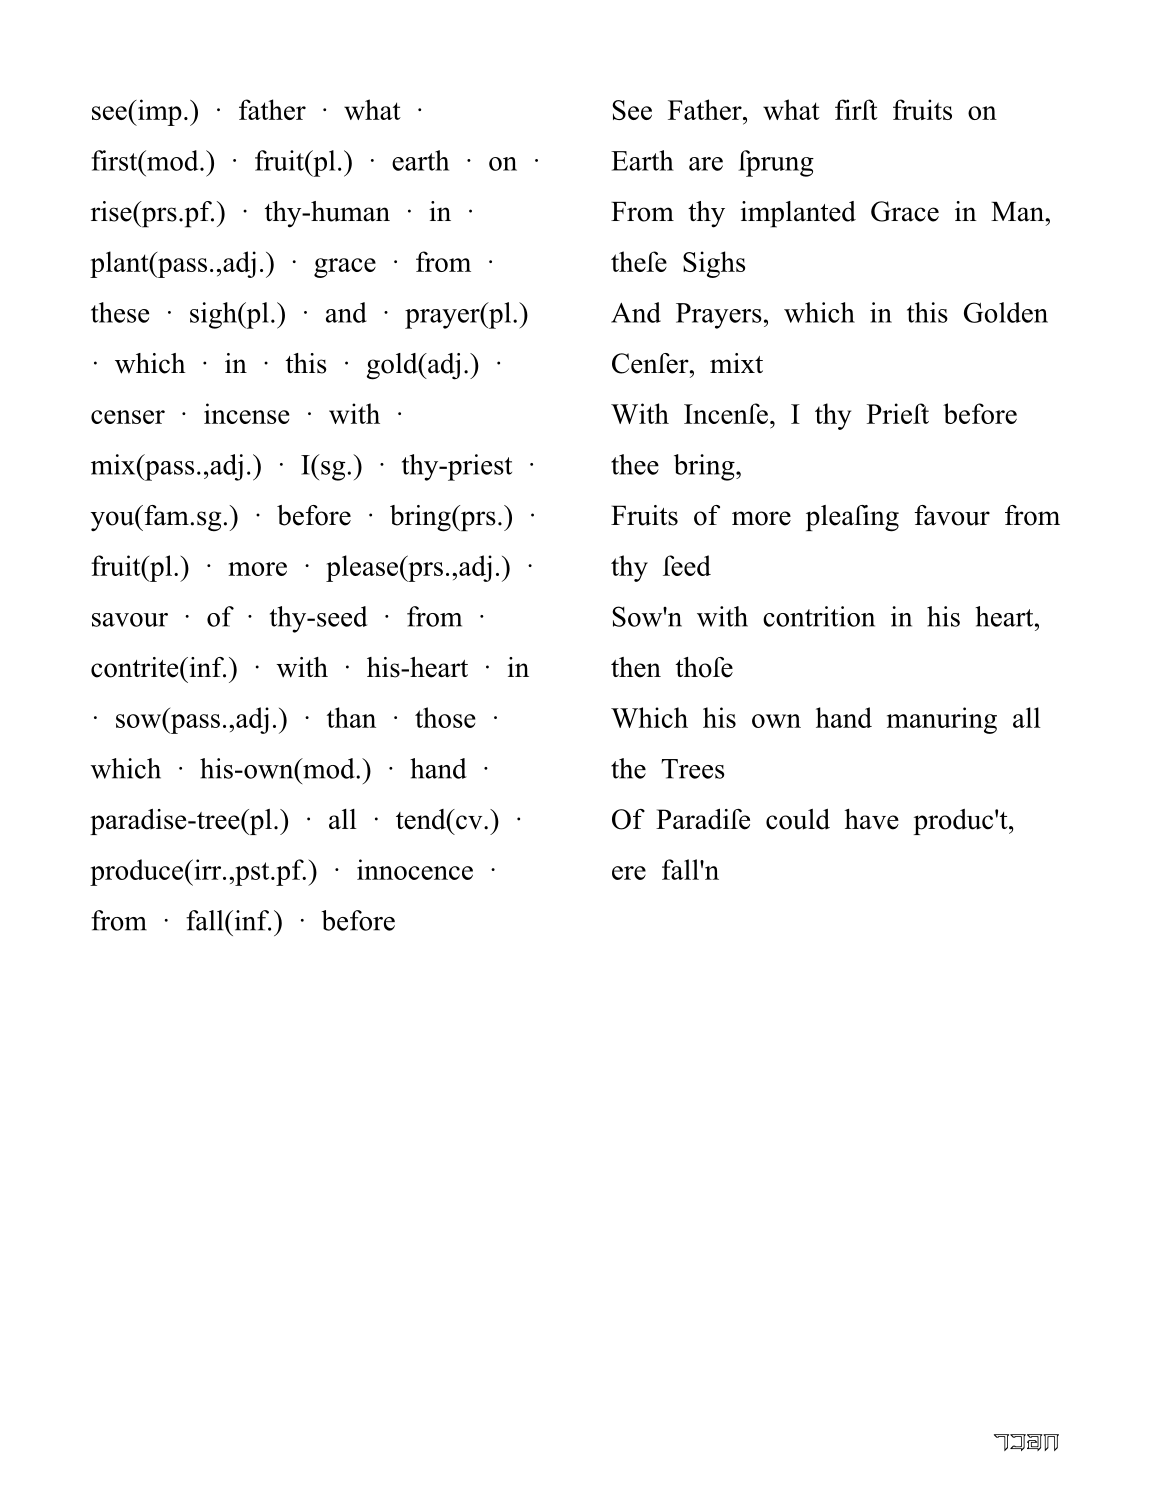 see(imp.) · father · what ·
first(mod.) · fruit(pl.) · earth · on ·
rise(prs.pf.) · thy-human · in ·
plant(pass.,adj.) · grace · from ·
these · sigh(pl.) · and · prayer(pl.)
· which · in · this · gold(adj.) ·
censer · incense · with ·
mix(pass.,adj.) · I(sg.) · thy-priest ·
you(fam.sg.) · before · bring(prs.) ·
fruit(pl.) · more · please(prs.,adj.) ·
savour · of · thy-seed · from ·
contrite(inf.) · with · his-heart · in
· sow(pass.,adj.) · than · those ·
which · his-own(mod.) · hand ·
paradise-tree(pl.) · all · tend(cv.) ·
produce(irr.,pst.pf.) · innocence ·
from · fall(inf.) · before
See Father, what firſt fruits on
Earth are ſprung
From thy implanted Grace in Man,
theſe Sighs
And Prayers, which in this Golden
Cenſer, mixt
With Incenſe, I thy Prieſt before
thee bring,
Fruits of more pleaſing favour from
thy ſeed
Sow'n with contrition in his heart,
then thoſe
Which his own hand manuring all
the Trees
Of Paradiſe could have produc't,
ere fall'n